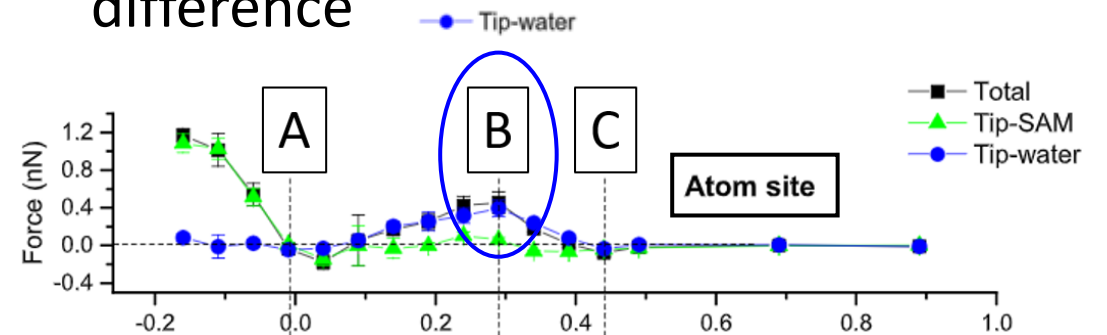 difference
Tip-water
A
B
C
Total
Tip-SAM
Tip-water
Atom site
Force (nN)
1.2
0.8
0.4
0.0
-0.4
-0.2
0.0
0.2
0.4
0.6
0.8
1.0